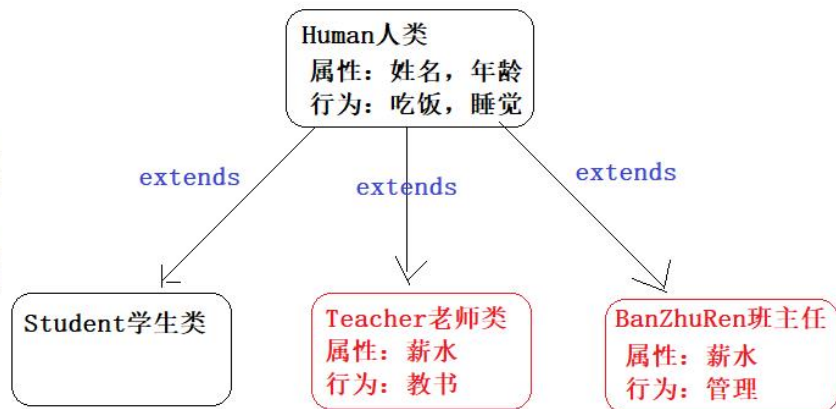 Human人类
属性：姓名，年龄
行为：吃饭，睡觉
extends
extends
extends
Student学生类
Teacher老师类
属性：薪水
行为：教书
BanZhuRen班主任
属性：薪水
行为：管理